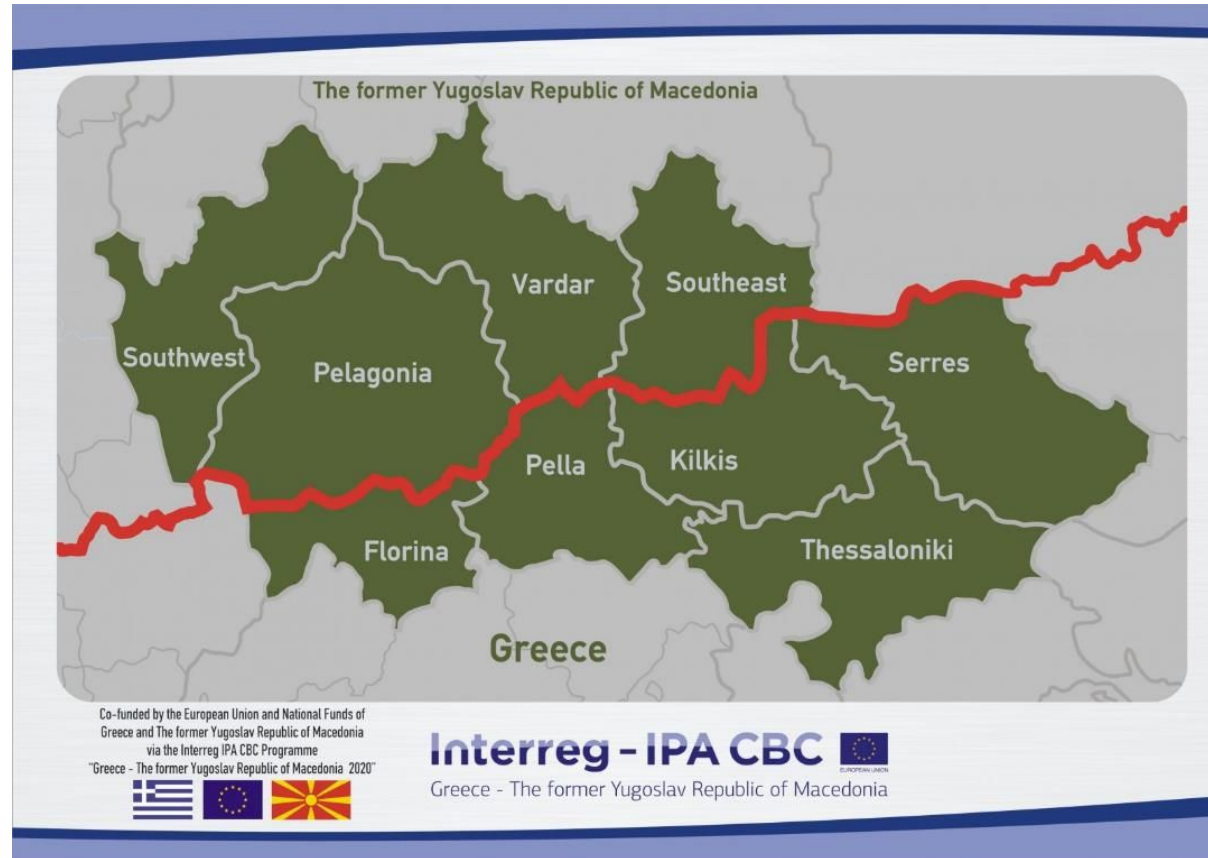 The former Yugoslav Republic of Macedonia
Vardar
Southeast
Southwest
Pelagonia
Serres
Pella
Kilkis
Florina
Thessaloniki
Greece
Co-funded by the European Union and National Funds of
Greece and The former Yugoslav Republic of Macedonia
via the Interreg IPA CBC Programme
"Greece - The former Yugoslav Republic of Macedonia 2020"
Interreg - IPA CBC
EUROPEAN UNION
Greece - The former Yugoslav Republic of Macedonia